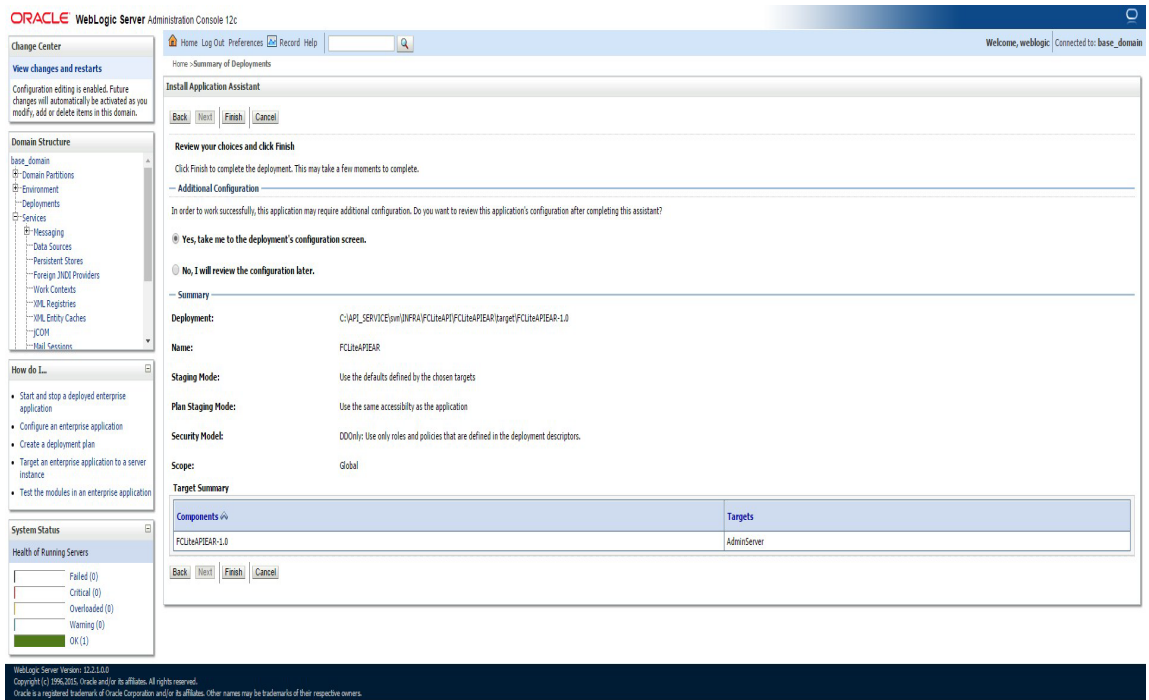 ORACLE WebLogic Server Administration Console 12c
Change Center
View changes and restarts
Configuration editing is enabled. Future
changes will automatically be activated as you
modify, add or delete items in this domain.
Domain Structure
base_domain
Domain Partitions
Environment
Deployments
Services
Messaging
Data Sources
Persistent Stores
Foreign JNDI Providers
Work Contexts
XML Registries
XML Entity Caches
jCOM
Mail Sessions
How do I...
Start and stop a deployed enterprise
application
Configure an enterprise application
Create a deployment plan
Target an enterprise application to a server
instance
Test the modules in an enterprise application
System Status
Health of Running Servers
Failed (0)
Critical (0)
Overloaded (0)
Warning (0)
OK (1)
Home Log Out Preferences Record Help
Welcome, weblogic Connected to: base_domain
Home >Summary of Deployments
Install Application Assistant
Back Next Finish Cancel
Review your choices and click Finish
Click Finish to complete the deployment. This may take a few moments to complete.
Additional Configuration
In order to work successfully, this application may require additional configuration. Do you want to review this application's configuration after completing this assistant?
Yes, take me to the deployment's configuration screen.
No, I will review the configuration later.
Summary
Deployment: C:\API_SERVICE\svn\INFRA\FCLiteAPI\FCLiteAPIEAR\target\FCLiteAPIEAR-1.0
Name: FCLiteAPIEAR
Staging Mode: Use the defaults defined by the chosen targets
Plan Staging Mode: Use the same accessibilty as the application
Security Model: DDOnly: Use only roles and policies that are defined in the deployment descriptors.
Scope: Global
Target Summary
Components Targets
FCLiteAPIEAR-1.0 AdminServer
Back Next Finish Cancel
WebLogic Server Version: 12.2.1.0.0
Copyright (c) 1996,2015, Oracle and/or its affiliates. All rights reserved.
Oracle is a registered trademark of Oracle Corporation and/or its affiliates. Other names may be trademarks of their respective owners.